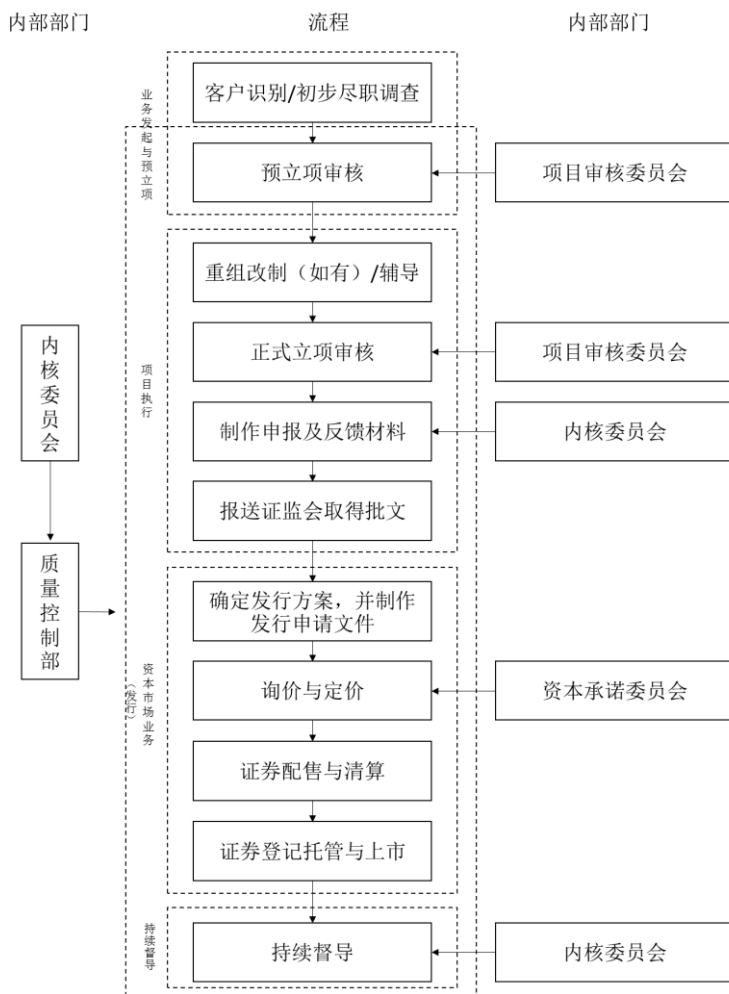 内部部门
流程
内部部门
业务发起与预立项
客户识别/初步尽职调查
预立项审核
项目审核委员会
项目执行
重组改制（如有）/辅导
正式立项审核
项目审核委员会
制作申报及反馈材料
内核委员会
报送证监会取得批文
内核委员会
质量控制部
资本市场业务
（发行）
确定发行方案，并制作
发行申请文件
询价与定价
资本承诺委员会
证券配售与清算
证券登记托管与上市
持续督导
持续督导
内核委员会